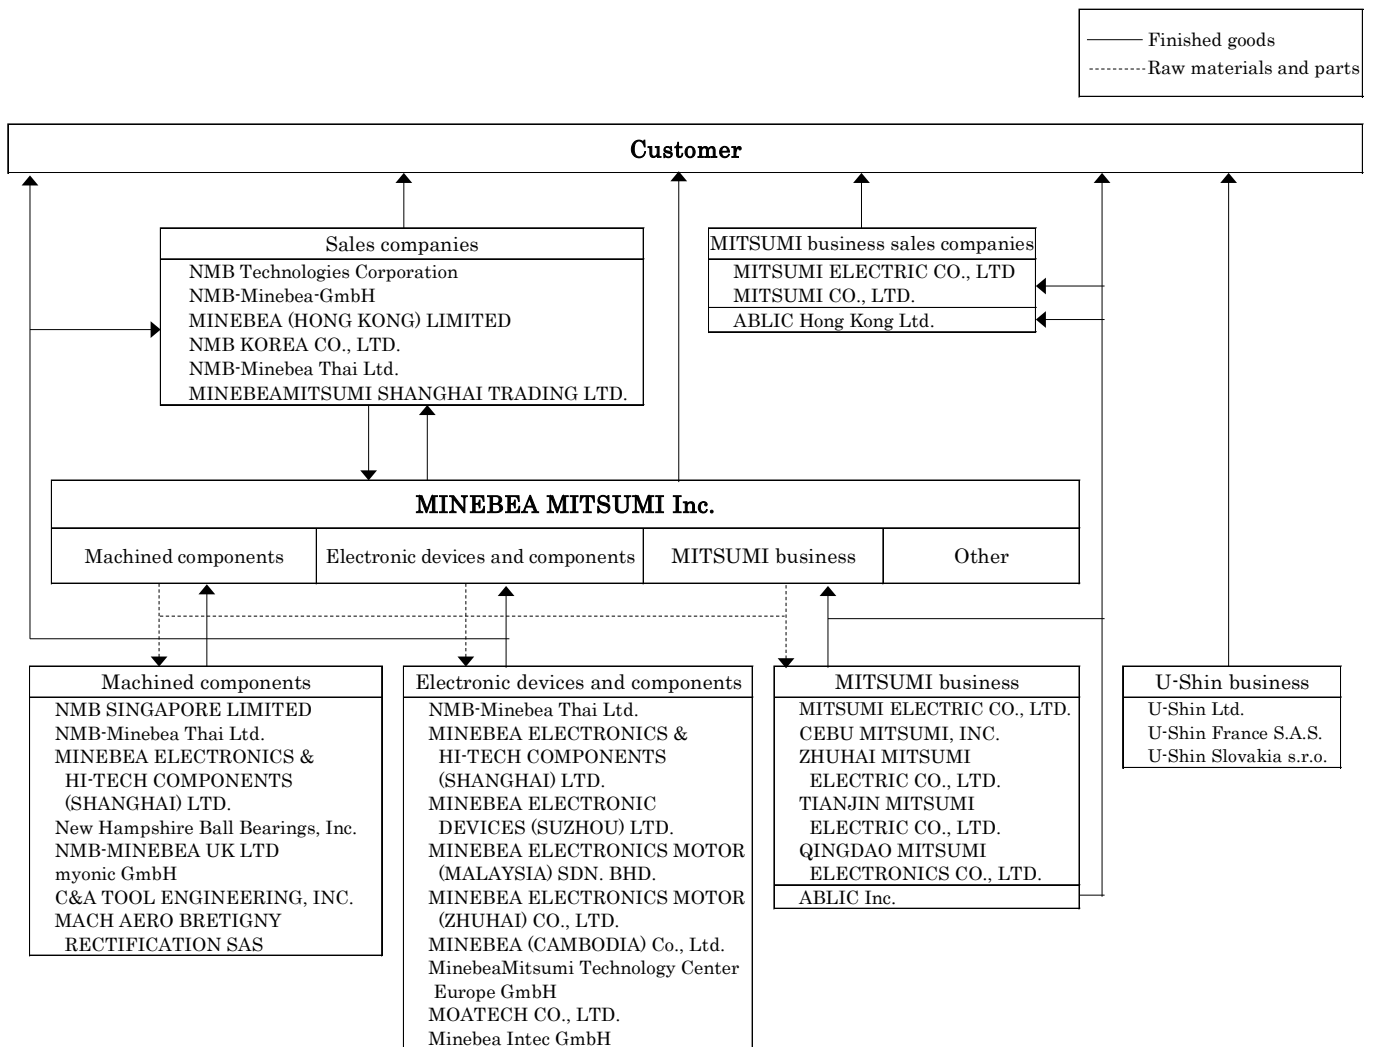 Finished goods
Raw materials and parts
Customer
Sales companies
NMB Technologies Corporation
NMB-Minebea-GmbH
MINEBEA (HONG KONG) LIMITED
NMB KOREA CO., LTD.
NMB-Minebea Thai Ltd.
MINEBEAMITSUMI SHANGHAI TRADING LTD.
MITSUMI business sales companies
MITSUMI ELECTRIC CO., LTD
MITSUMI CO., LTD.
ABLIC Hong Kong Ltd.
MINEBEA MITSUMI Inc.
Machined components
Electronic devices and components
MITSUMI business
Other
Machined components
NMB SINGAPORE LIMITED
NMB-Minebea Thai Ltd.
MINEBEA ELECTRONICS &
HI-TECH COMPONENTS
(SHANGHAI) LTD.
New Hampshire Ball Bearings, Inc.
NMB-MINEBEA UK LTD
myonic GmbH
C&A TOOL ENGINEERING, INC.
MACH AERO BRETIGNY
RECTIFICATION SAS
Electronic devices and components
NMB-Minebea Thai Ltd.
MINEBEA ELECTRONICS &
HI-TECH COMPONENTS
(SHANGHAI) LTD.
MINEBEA ELECTRONIC
DEVICES (SUZHOU) LTD.
MINEBEA ELECTRONICS MOTOR
(MALAYSIA) SDN. BHD.
MINEBEA ELECTRONICS MOTOR
(ZHUHAI) CO., LTD.
MINEBEA (CAMBODIA) Co., Ltd.
MinebeaMitsumi Technology Center
Europe GmbH
MOATECH CO., LTD.
Minebea Intec GmbH
MITSUMI business
MITSUMI ELECTRIC CO., LTD.
CEBU MITSUMI, INC.
ZHUHAI MITSUMI
ELECTRIC CO., LTD.
TIANJIN MITSUMI
ELECTRIC CO., LTD.
QINGDAO MITSUMI
ELECTRONICS CO., LTD.
ABLIC Inc.
U-Shin business
U-Shin Ltd.
U-Shin France S.A.S.
U-Shin Slovakia s.r.o.